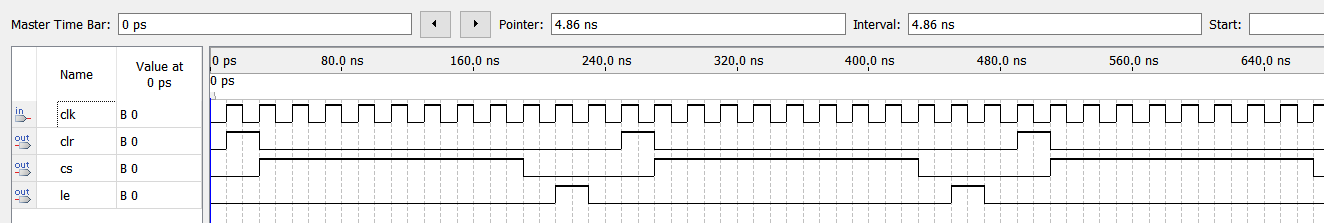 Master Time Bar: 0 ps Pointer: 4.86 ns Interval: 4.86 ns Start:
Name Value at 0 ps
0 ps 80.0 ns 160.0 ns 240.0 ns 320.0 ns 400.0 ns 480.0 ns 560.0 ns 640.0 ns
0 ps
in clk B 0
out clr B 0
out cs B 0
out le B 0